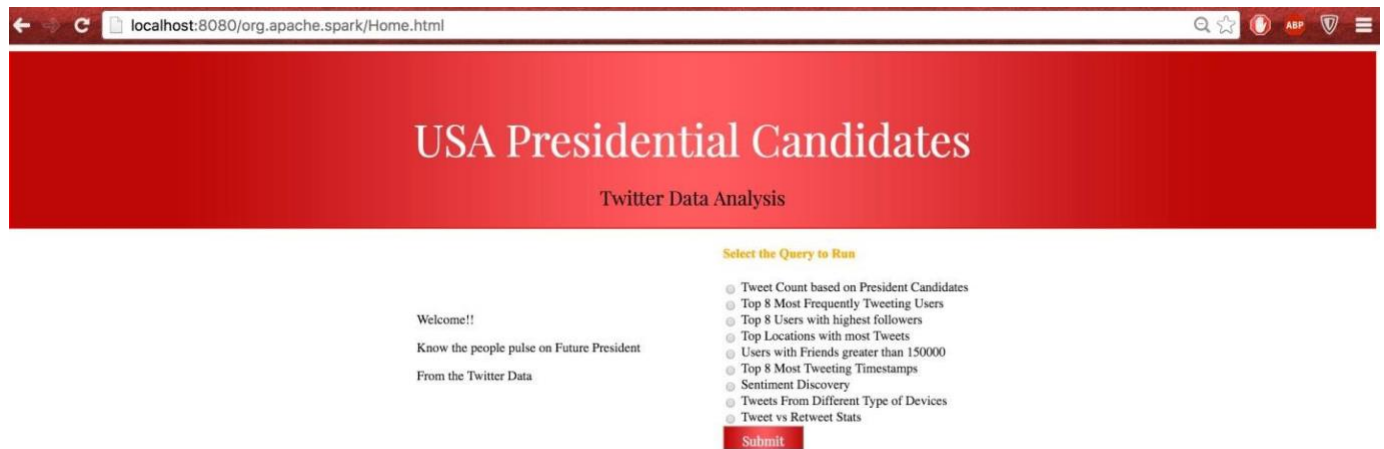 localhost:8080/org.apache.spark/Home.html
ABP
USA Presidential Candidates
Twitter Data Analysis
Welcome!!
Know the people pulse on Future President
From the Twitter Data
Select the Query to Run
Tweet Count based on President Candidates
Top 8 Most Frequently Tweeting Users
Top 8 Users with highest followers
Top Locations with most Tweets
Users with Friends greater than 150000
Top 8 Most Tweeting Timestamps
Sentiment Discovery
Tweets From Different Type of Devices
Tweet vs Retweet Stats
Submit